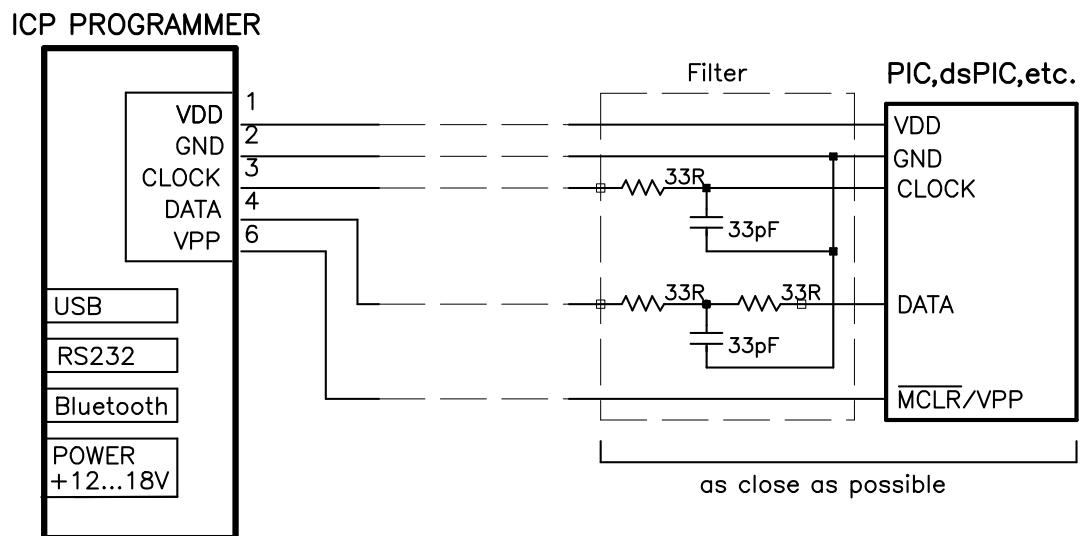 ICP PROGRAMMER
VDD
1
GND
2
CLOCK
3
DATA
4
VPP
6
USB
RS232
Bluetooth
POWER
+12...18V
Filter
33R
33pF
33R
33R
33pF
PIC,dsPIC,etc.
VDD
GND
CLOCK
DATA
MCLR/VPP
as close as possible